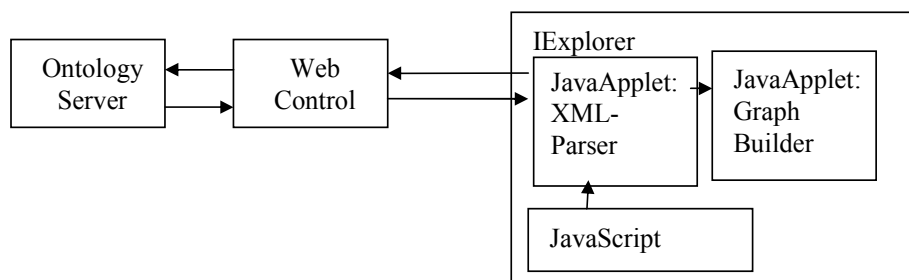 Ontology
Server
Web
Control
IExplorer
JavaApplet:
XML-
Parser
JavaApplet:
Graph
Builder
JavaScript